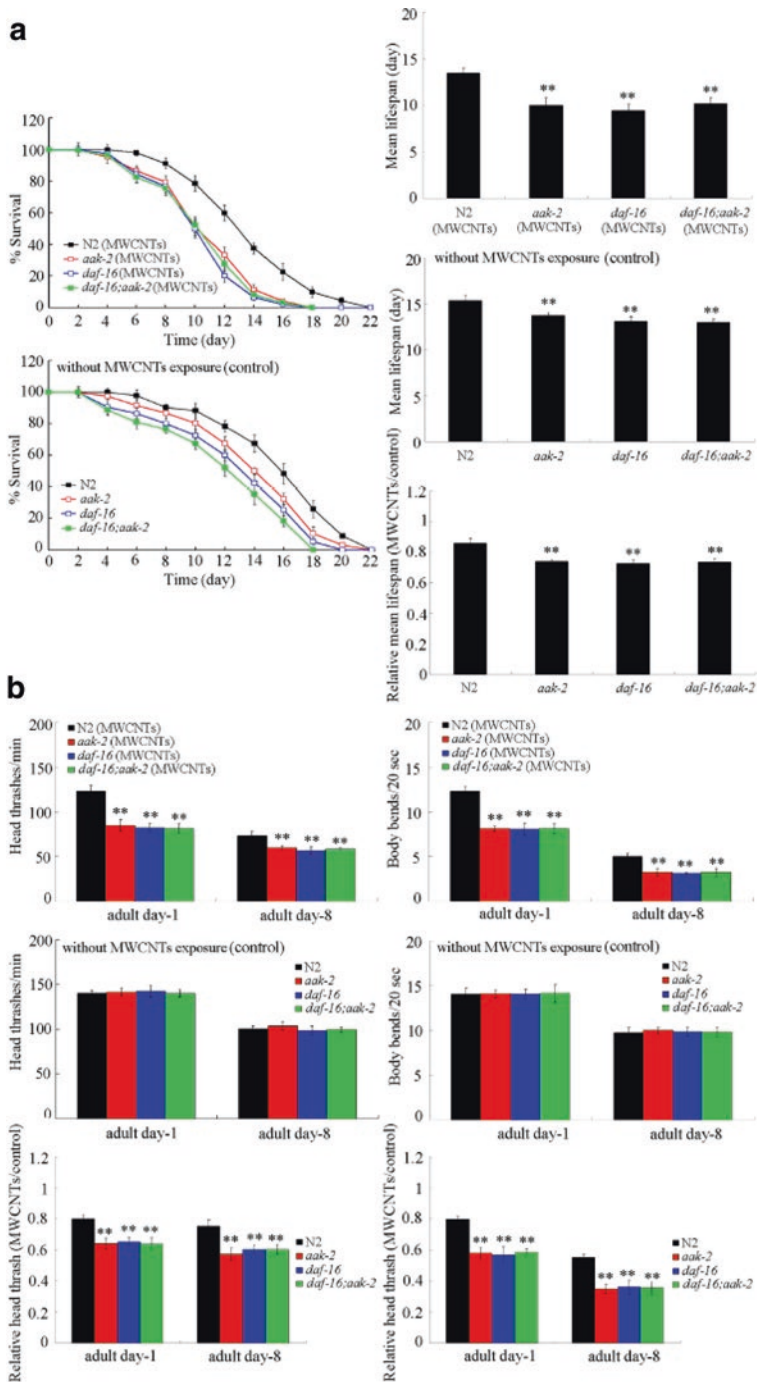 a
120
100
80
60
40
20
0
% Survival
N2 (MWCNTs)
aak-2 (MWCNTs)
daf-16 (MWCNTs)
daf-16;aak-2 (MWCNTs)
0 2 4 6 8 10 12 14 16 18 20 22
Time (day)
20
15
10
5
0
Mean lifespan (day)
** ** **
N2 (MWCNTs)
aak-2 (MWCNTs)
daf-16 (MWCNTs)
daf-16;aak-2 (MWCNTs)
without MWCNTs exposure (control)
120
100
80
60
40
20
0
% Survival
N2
aak-2
daf-16
daf-16;aak-2
0 2 4 6 8 10 12 14 16 18 20 22
Time (day)
without MWCNTs exposure (control)
20
15
10
5
0
Mean lifespan (day)
** ** **
N2 aak-2 daf-16 daf-16;aak-2
1.2
1
0.8
0.6
0.4
0.2
0
Relative mean lifespan (MWCNTs/control)
** ** **
N2 aak-2 daf-16 daf-16;aak-2
b
200
150
100
50
0
Head thrashes/min
N2 (MWCNTs)
aak-2 (MWCNTs)
daf-16 (MWCNTs)
daf-16;aak-2 (MWCNTs)
** ** ** ** ** **
adult day-1 adult day-8
20
15
10
5
0
Body bends/20 sec
N2 (MWCNTs)
aak-2 (MWCNTs)
daf-16 (MWCNTs)
daf-16;aak-2 (MWCNTs)
** ** ** ** ** **
adult day-1 adult day-8
without MWCNTs exposure (control)
200
150
100
50
0
Head thrashes/min
N2
aak-2
daf-16
daf-16;aak-2
adult day-1 adult day-8
without MWCNTs exposure (control)
20
15
10
5
0
Body bends/20 sec
N2
aak-2
daf-16
daf-16;aak-2
adult day-1 adult day-8
1.2
1
0.8
0.6
0.4
0.2
0
Relative head thrash (MWCNTs/control)
** ** ** ** ** **
N2
aak-2
daf-16
daf-16;aak-2
adult day-1 adult day-8
1.2
1
0.8
0.6
0.4
0.2
0
Relative head thrash (MWCNTs/control)
** ** ** ** ** **
N2
aak-2
daf-16
daf-16;aak-2
adult day-1 adult day-8